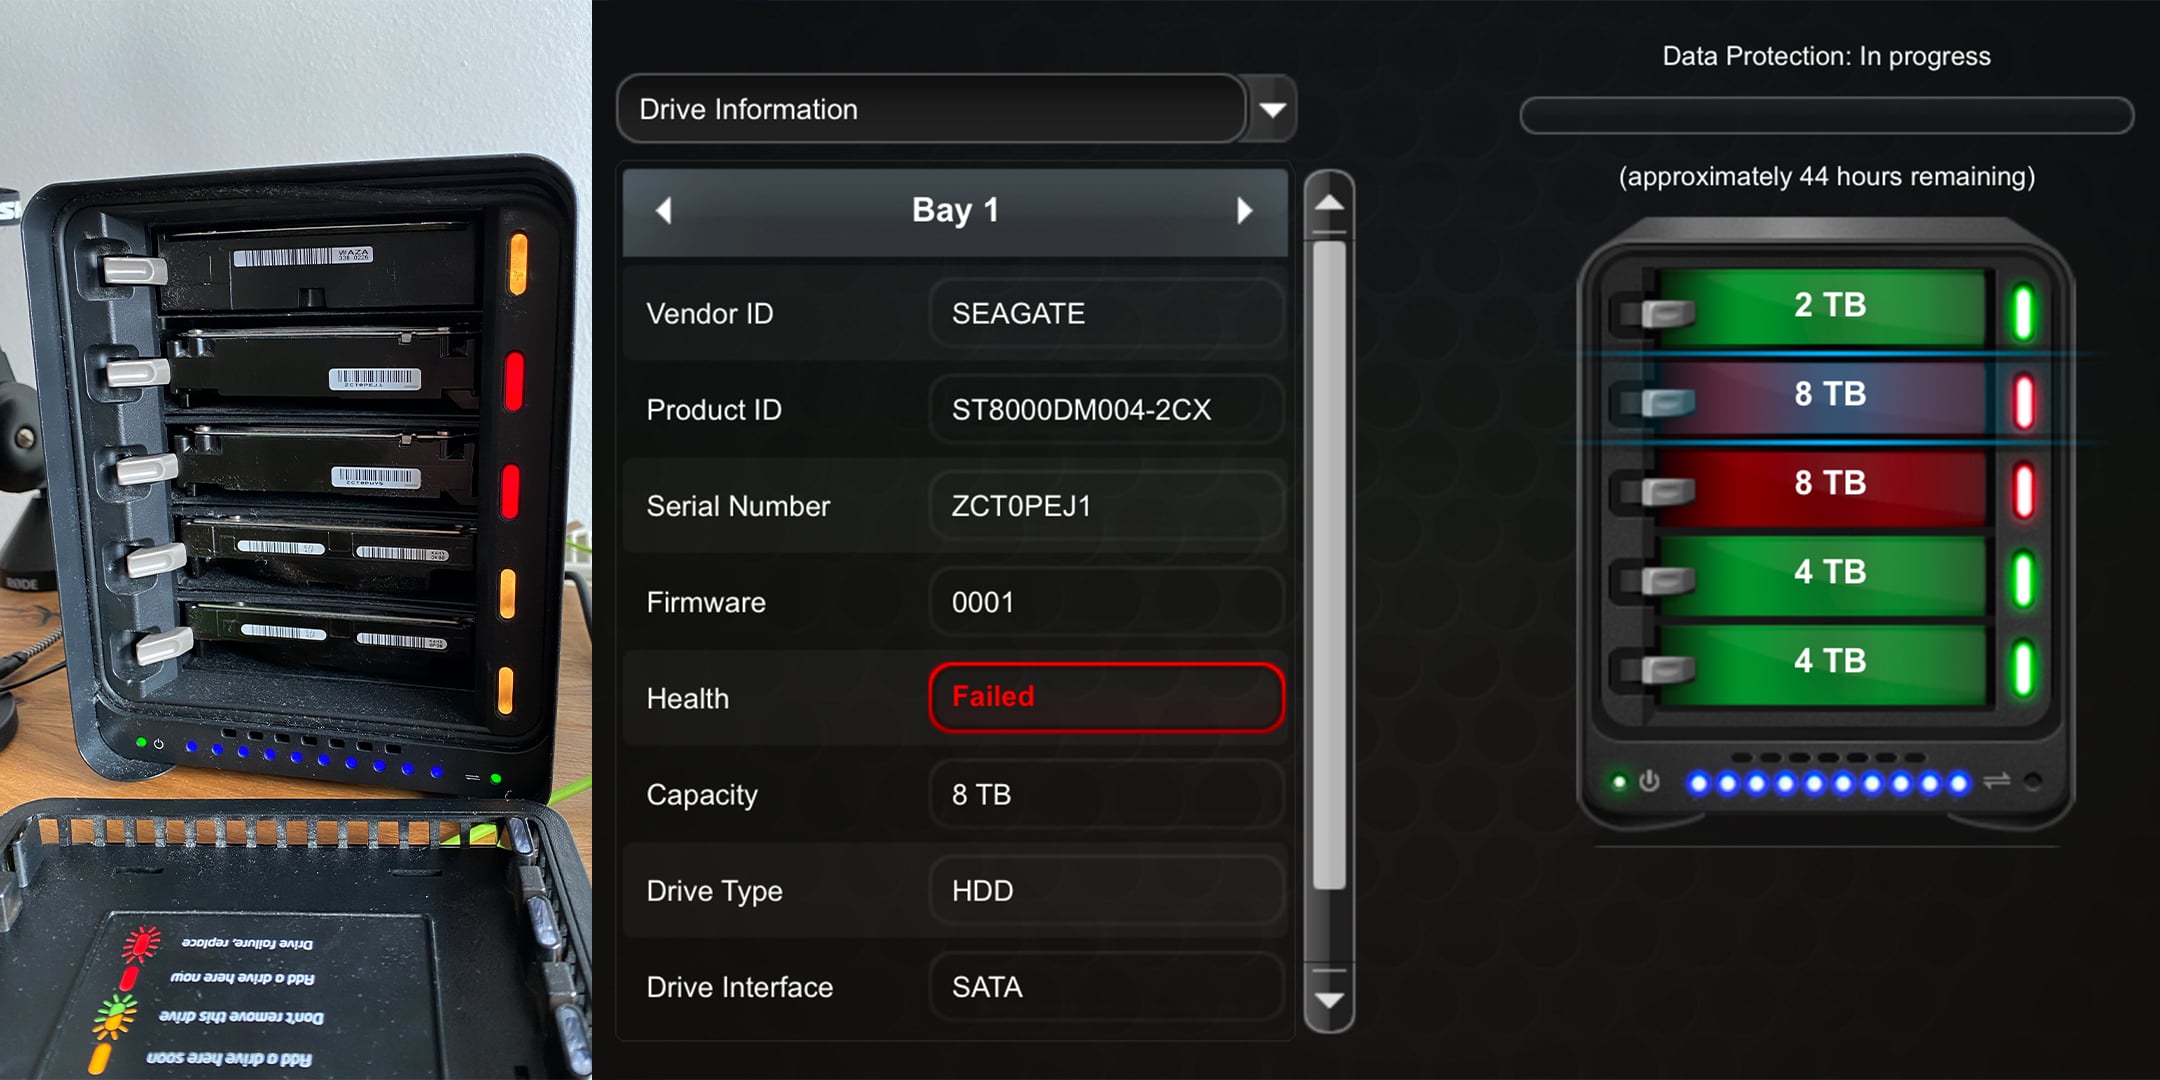 WAZA
ZCT0PEJ1
RØDE
Drive failure, replace
Add a drive here now
Don't remove this drive
Add a drive here soon
Drive Information
Bay 1
Vendor ID SEAGATE
Product ID ST8000DM004-2CX
Serial Number ZCT0PEJ1
Firmware 0001
Health Failed
Capacity 8 TB
Drive Type HDD
Drive Interface SATA
Data Protection: In progress
(approximately 44 hours remaining)
2 TB
8 TB
8 TB
4 TB
4 TB